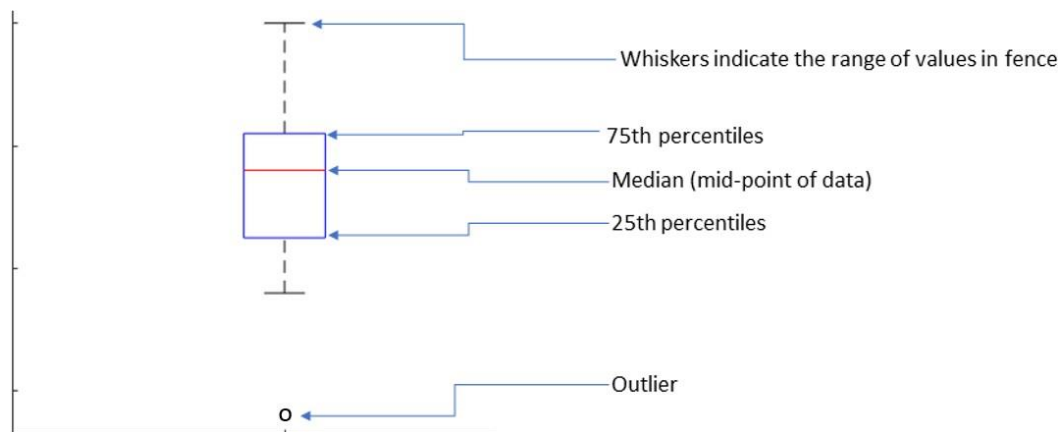 Whiskers indicate the range of values in fence
75th percentiles
Median (mid-point of data)
25th percentiles
Outlier